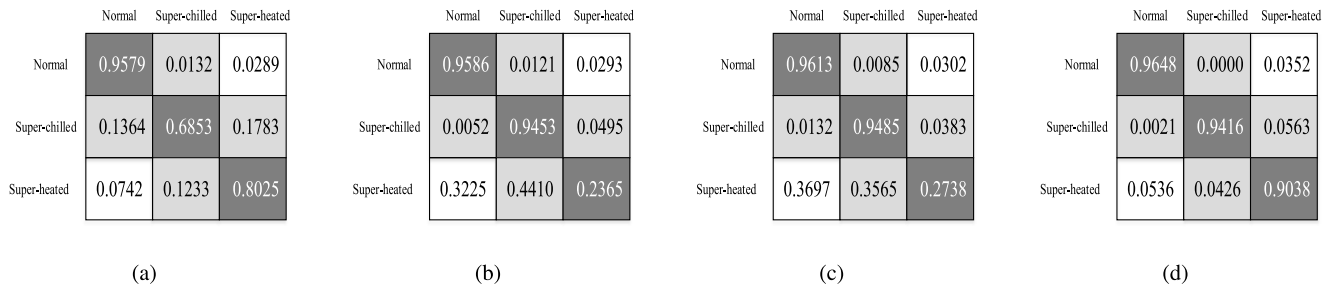 Normal Super-chilled Super-heated
Normal 0.9579 0.0132 0.0289
Super-chilled 0.1364 0.6853 0.1783
Super-heated 0.0742 0.1233 0.8025
(a)
Normal Super-chilled Super-heated
Normal 0.9586 0.0121 0.0293
Super-chilled 0.0052 0.9453 0.0495
Super-heated 0.3225 0.4410 0.2365
(b)
Normal Super-chilled Super-heated
Normal 0.9613 0.0085 0.0302
Super-chilled 0.0132 0.9485 0.0383
Super-heated 0.3697 0.3565 0.2738
(c)
Normal Super-chilled Super-heated
Normal 0.9648 0.0000 0.0352
Super-chilled 0.0021 0.9416 0.0563
Super-heated 0.0536 0.0426 0.9038
(d)